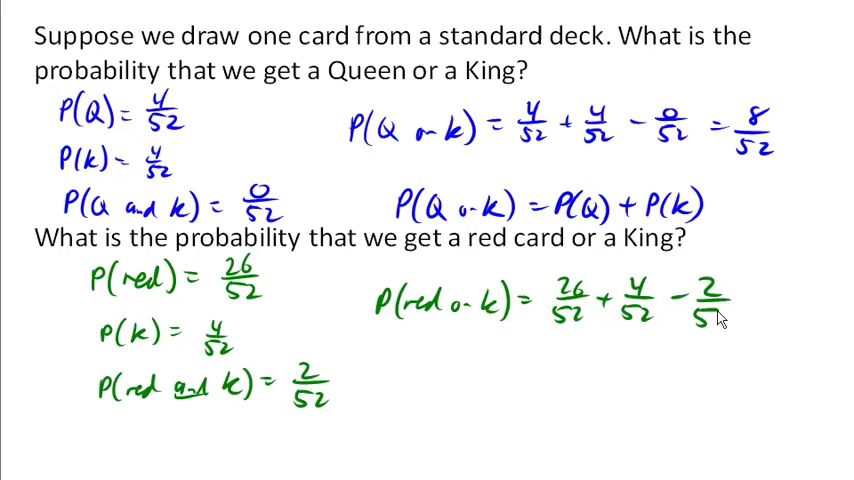 Suppose we draw one card from a standard deck. What is the
probability that we get a Queen or a King?
P(Q) = 4/52
P(Q or k) = 4/52 + 4/52 - 0/52 = 8/52
P(k) = 4/52
P(Q and k) = 0/52
P(Q or k) = P(Q) + P(k)
What is the probability that we get a red card or a King?
P(red) = 26/52
P(red or k) = 26/52 + 4/52 - 2/5
P(k) = 4/52
P(red and k) = 2/52